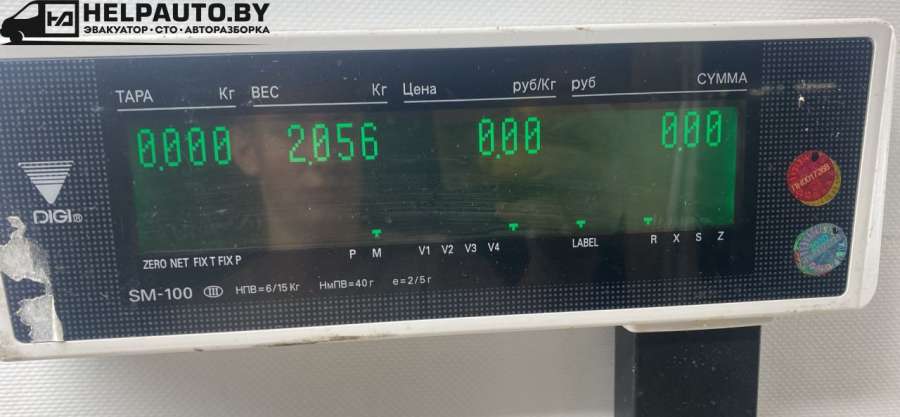 HELPAUTO.BY
ЭВАКУАТОР·СТО·АВТОРАЗБОРКА
ТАРА Кг ВЕС Кг Цена руб/Кг руб СУММА
0.000 2.056 0.00 0.00
DIGI®
P M V1 V2 V3 V4 LABEL R X S Z
ZERO NET FIX T FIX P
SM-100 III НПВ=6/15 Кг НмПВ=40 г e=2/5 г